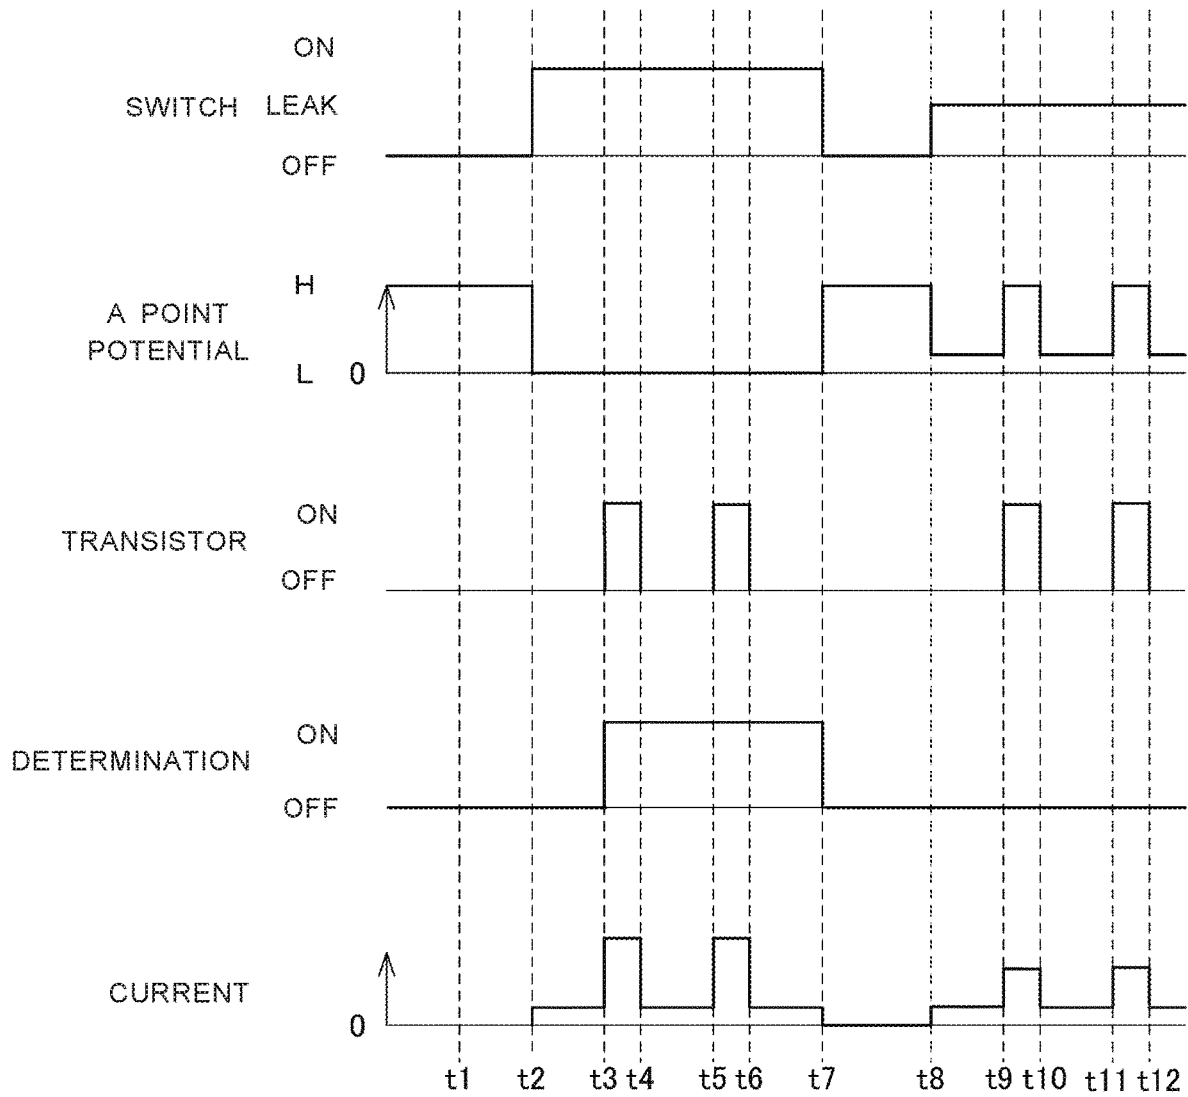 ON
SWITCH LEAK
OFF
H
A POINT
POTENTIAL
L 0
ON
TRANSISTOR
OFF
ON
DETERMINATION
OFF
CURRENT
0
t1 t2 t3 t4 t5 t6 t7 t8 t9 t10 t11 t12